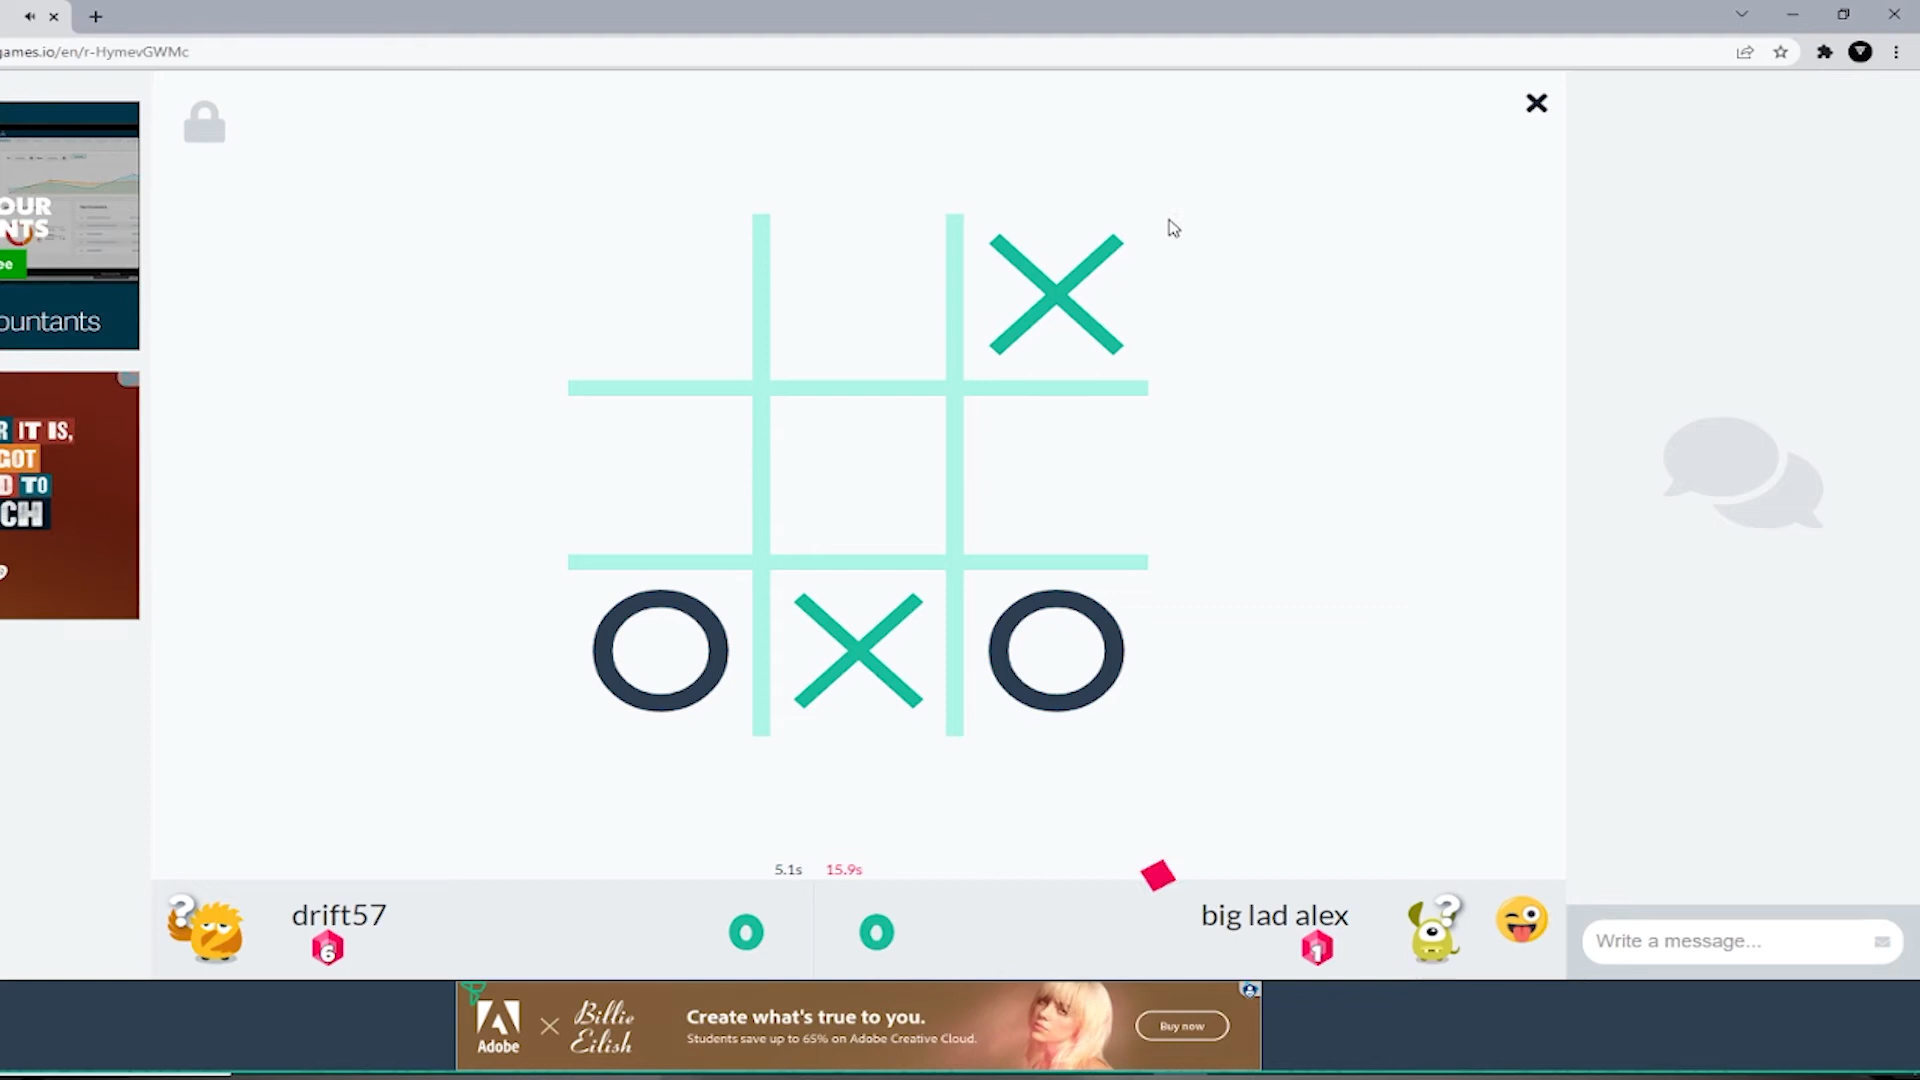 games.io/en/r-HymevGWMc
OUR
NTS
ee
ountants
R IT IS,
GOT
D TO
CH
5.1s 15.9s
drift57
6
0 0
big lad alex
1
Write a message...
Adobe
Billie
Eilish
Create what's true to you.
Students save up to 65% on Adobe Creative Cloud.
Buy now